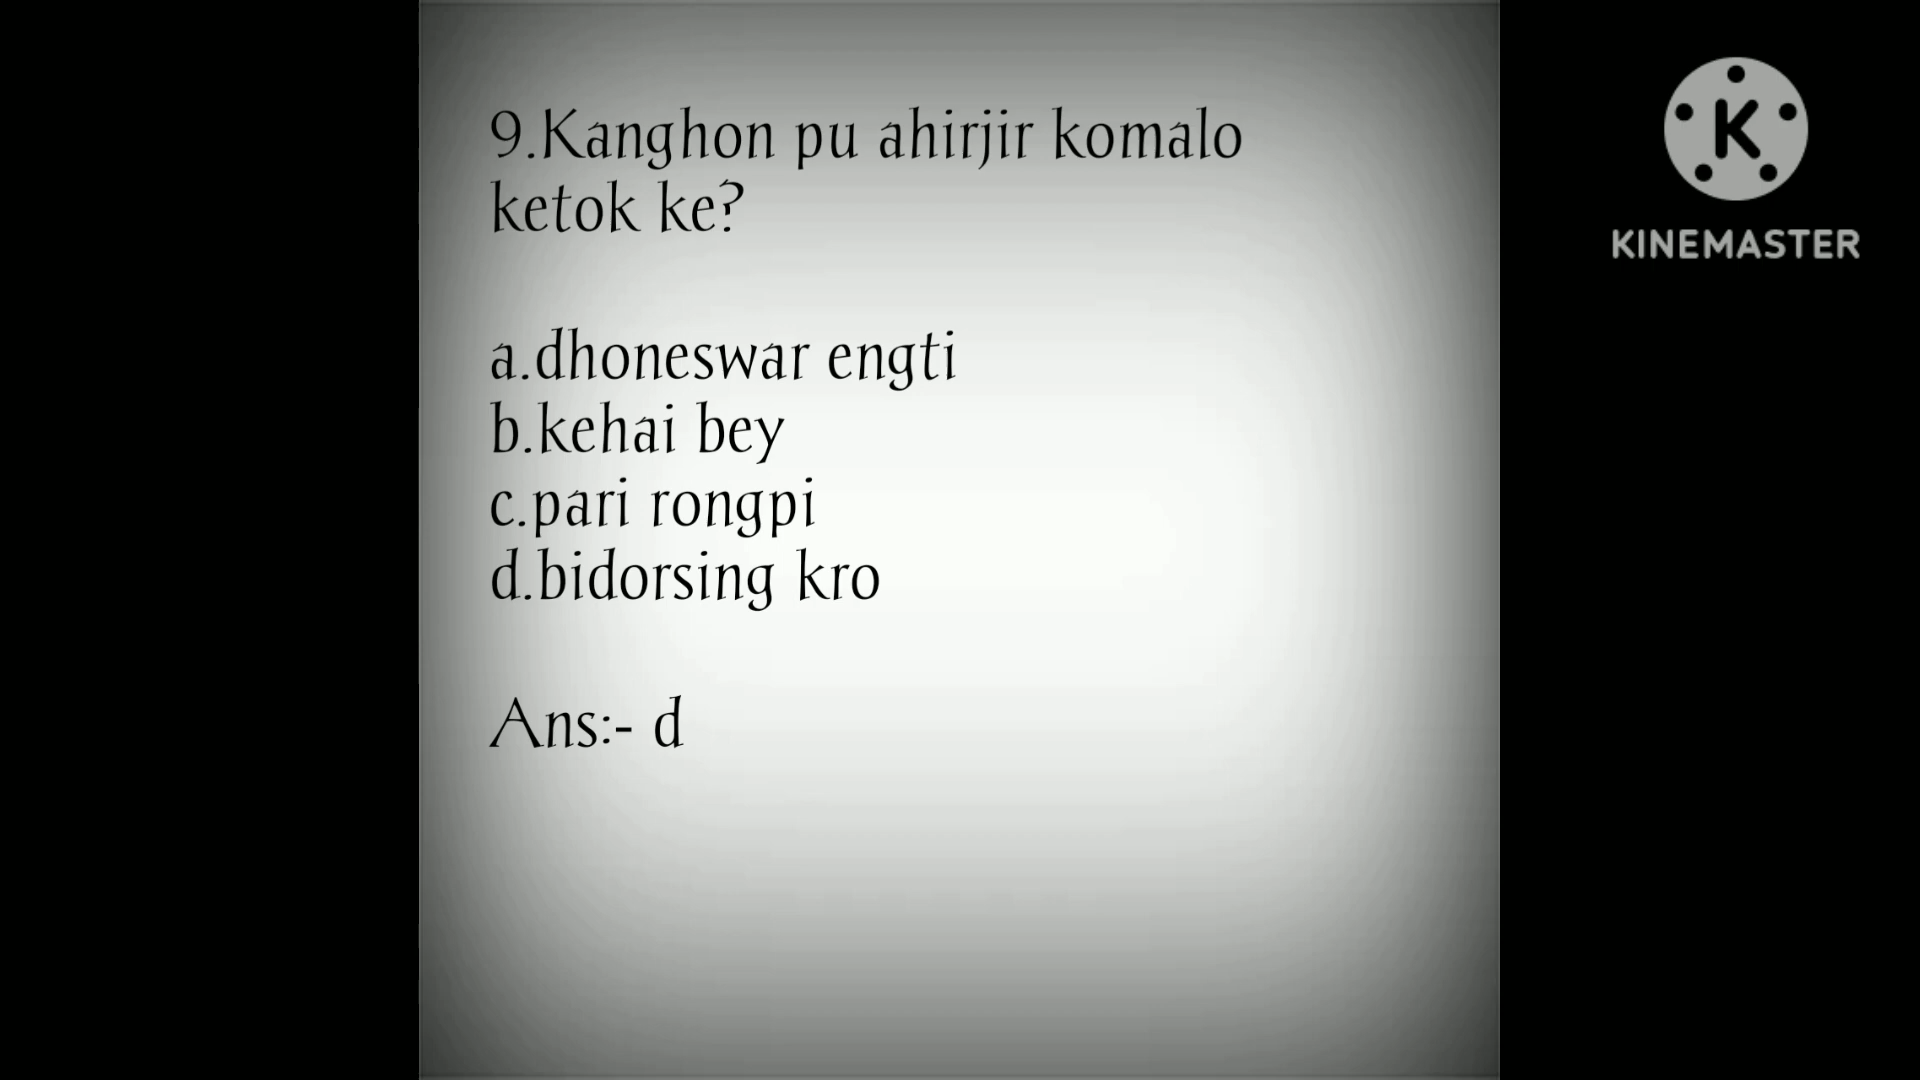 9.Kanghon pu ahirjir komalo
ketok ke?
a.dhoneswar engti
b.kehai bey
c.pari rongpi
d.bidorsing kro
Ans:- d
K
KINEMASTER